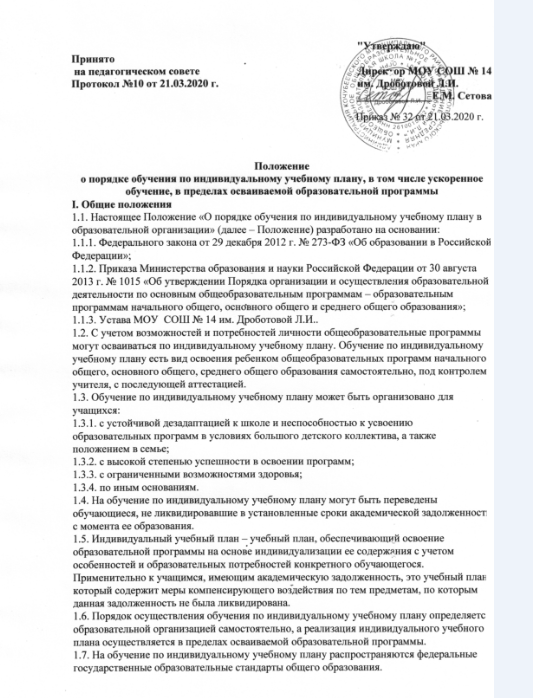 "Утверждаю"
Принято
на педагогическом совете Директор МОУ СОШ № 14
Протокол №10 от 21.03.2020 г. им. Дроботовой Л.И.
Е.М. Сетова
Приказ № 32 от 21.03.2020 г.
Положение
о порядке обучения по индивидуальному учебному плану, в том числе ускоренное
обучение, в пределах осваиваемой образовательной программы
I. Общие положения
1.1. Настоящее Положение «О порядке обучения по индивидуальному учебному плану в
образовательной организации» (далее – Положение) разработано на основании:
1.1.1. Федерального закона от 29 декабря 2012 г. № 273-ФЗ «Об образовании в Российской
Федерации»;
1.1.2. Приказа Министерства образования и науки Российской Федерации от 30 августа
2013 г. № 1015 «Об утверждении Порядка организации и осуществления образовательной
деятельности по основным общеобразовательным программам – образовательным
программам начального общего, основного общего и среднего общего образования»;
1.1.3. Устава МОУ СОШ № 14 им. Дроботовой Л.И..
1.2. С учетом возможностей и потребностей личности общеобразовательные программы
могут осваиваться по индивидуальному учебному плану. Обучение по индивидуальному
учебному плану есть вид освоения ребенком общеобразовательных программ начального
общего, основного общего, среднего общего образования самостоятельно, под контролем
учителя, с последующей аттестацией.
1.3. Обучение по индивидуальному учебному плану может быть организовано для
учащихся:
1.3.1. с устойчивой дезадаптацией к школе и неспособностью к усвоению
образовательных программ в условиях большого детского коллектива, а также
положением в семье;
1.3.2. с высокой степенью успешности в освоении программ;
1.3.3. с ограниченными возможностями здоровья;
1.3.4. по иным основаниям.
1.4. На обучение по индивидуальному учебному плану могут быть переведены
обучающиеся, не ликвидировавшие в установленные сроки академической задолженност
с момента ее образования.
1.5. Индивидуальный учебный план – учебный план, обеспечивающий освоение
образовательной программы на основе индивидуализации ее содержания с учетом
особенностей и образовательных потребностей конкретного обучающегося.
Применительно к учащимся, имеющим академическую задолженность, это учебный план
который содержит меры компенсирующего воздействия по тем предметам, по которым
данная задолженность не была ликвидирована.
1.6. Порядок осуществления обучения по индивидуальному учебному плану определяетс
образовательной организацией самостоятельно, а реализация индивидуального учебного
плана осуществляется в пределах осваиваемой образовательной программы.
1.7. На обучение по индивидуальному учебному плану распространяются федеральные
государственные образовательные стандарты общего образования.